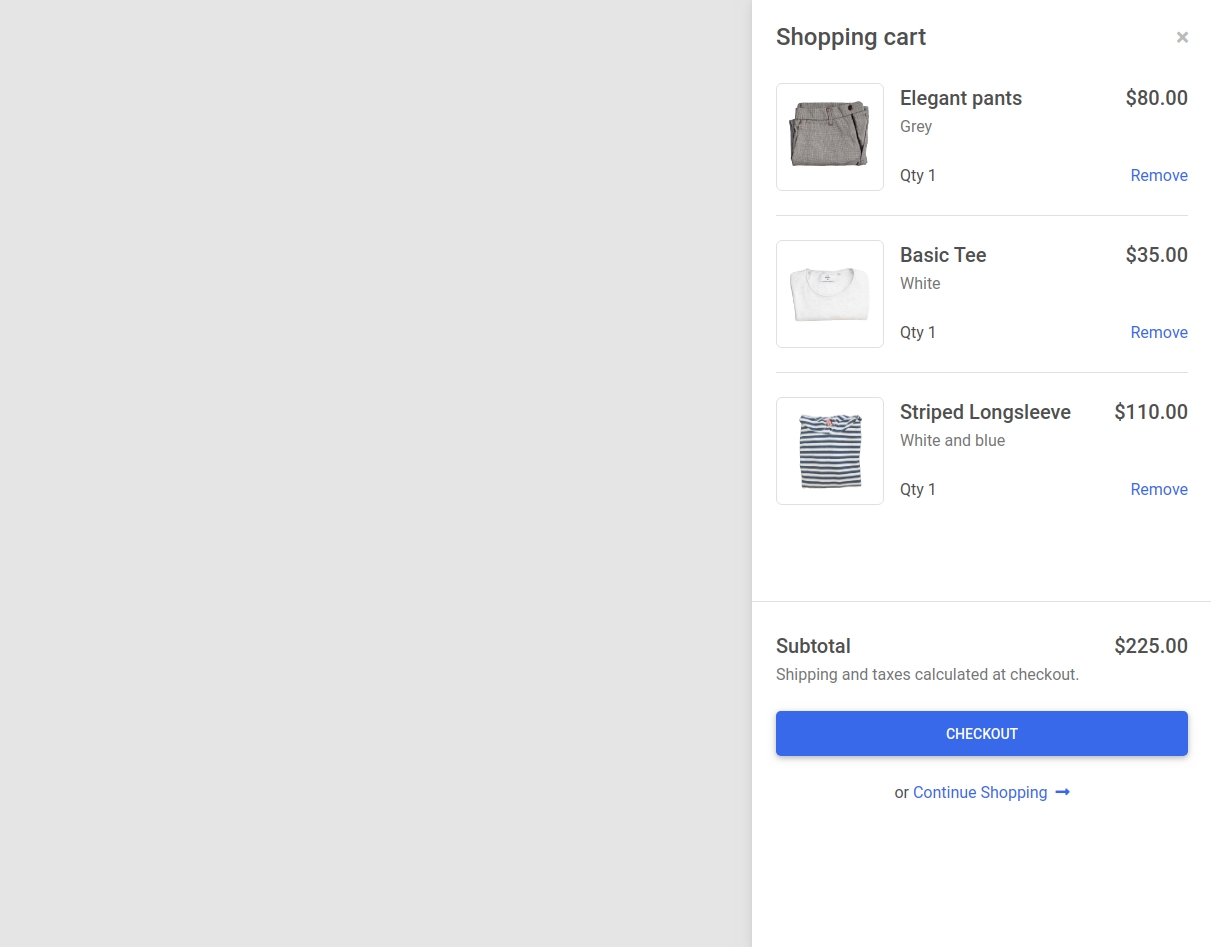 Shopping cart ×
Elegant pants $80.00
Grey
Qty 1 Remove
Basic Tee $35.00
White
Qty 1 Remove
Striped Longsleeve $110.00
White and blue
Qty 1 Remove
Subtotal $225.00
Shipping and taxes calculated at checkout.
CHECKOUT
or Continue Shopping →